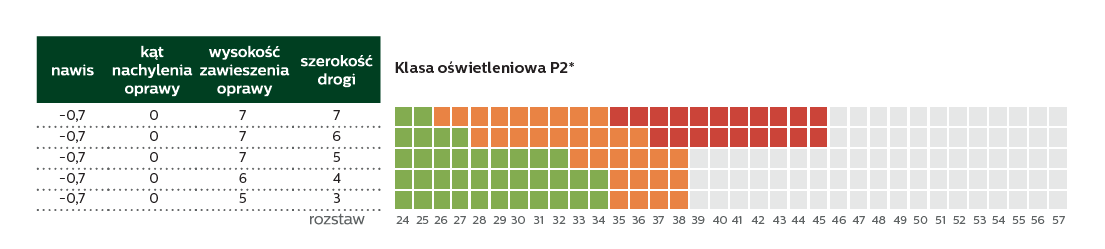 nawis
kąt
nachylenia
oprawy
wysokość
zawieszenia
oprawy
szerokość
drogi
Klasa oświetleniowa P2*
-0,7 0 7 7
-0,7 0 7 6
-0,7 0 7 5
-0,7 0 6 4
-0,7 0 5 3
rozstaw 24 25 26 27 28 29 30 31 32 33 34 35 36 37 38 39 40 41 42 43 44 45 46 47 48 49 50 51 52 53 54 55 56 57